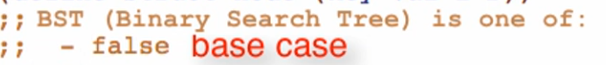 ;; BST (Binary Search Tree) is one of:
;; - false base case